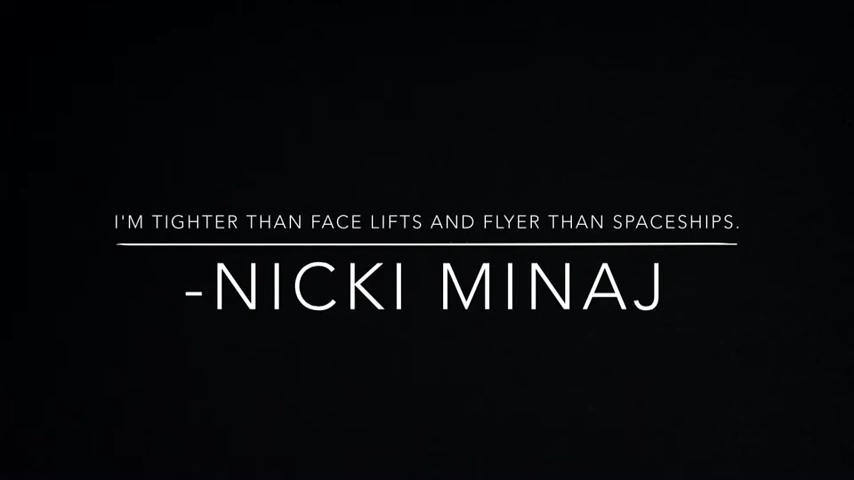 I'M TIGHTER THAN FACE LIFTS AND FLYER THAN SPACESHIPS.
-NICKI MINAJ